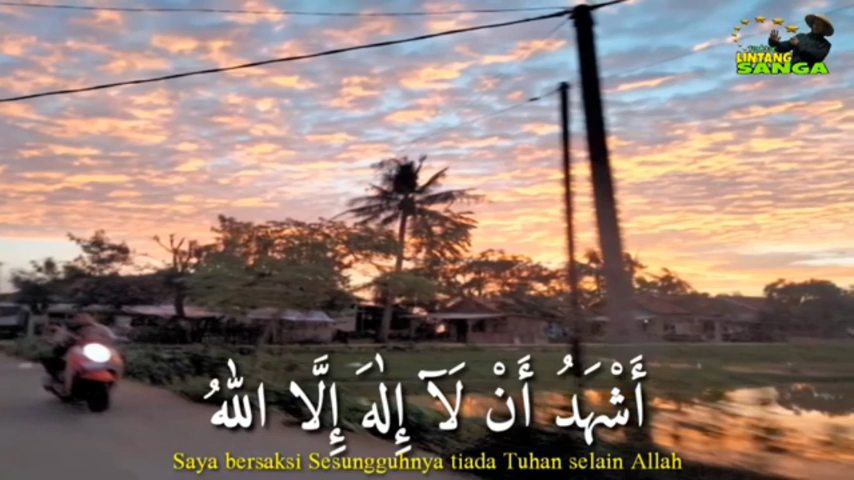 LINTANG
SANGA
أَشْهَدُ أَنْ لَآ إِلٰهَ إِلَّا اللهُ
Saya bersaksi Sesungguhnya tiada Tuhan selain Allah